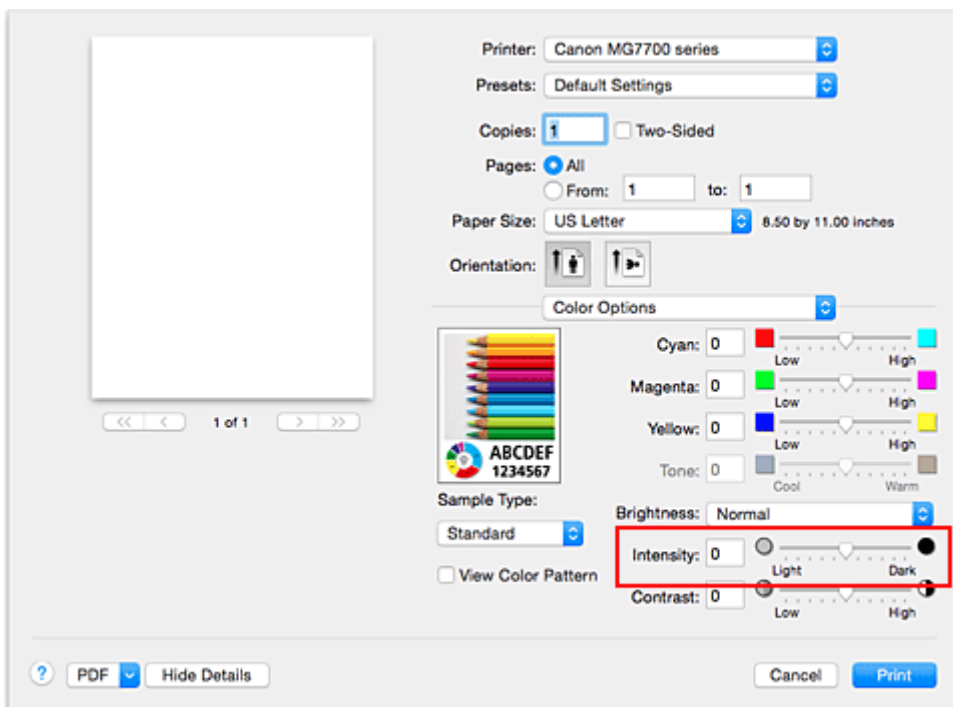 Printer: Canon MG7700 series
Presets: Default Settings
Copies: 1 Two-Sided
Pages: All
From: 1 to: 1
Paper Size: US Letter 8.50 by 11.00 inches
Orientation:
Color Options
Cyan: 0
Low High
Magenta: 0
Low High
Yellow: 0
Low High
Tone: 0
Cool Warm
ABCDEF
1234567
<< < 1 of 1 > >>
Sample Type:
Standard
View Color Pattern
Brightness: Normal
Intensity: 0
Light Dark
Contrast: 0
Low High
? PDF Hide Details Cancel Print